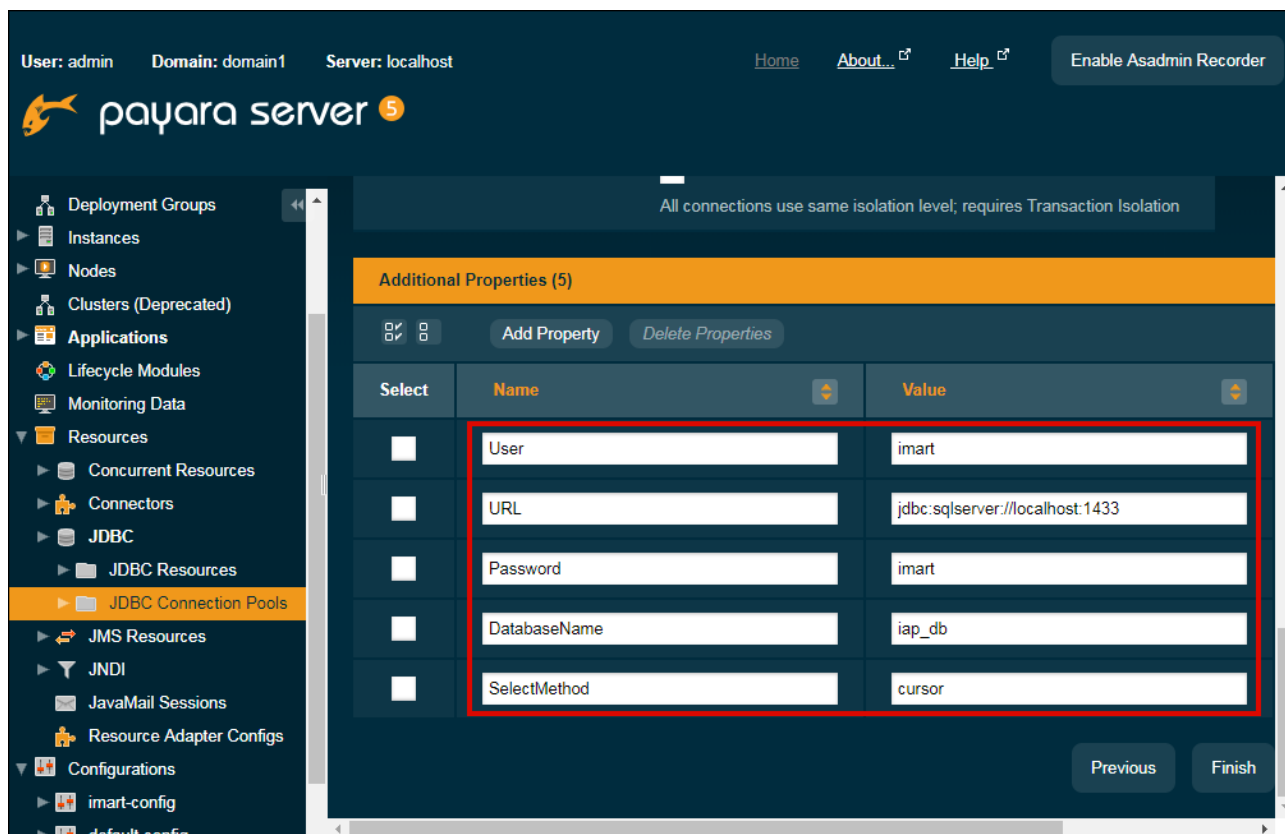 User: admin Domain: domain1 Server: localhost Home About... Help Enable Asadmin Recorder
payara server 5
Deployment Groups
Instances
Nodes
Clusters (Deprecated)
Applications
Lifecycle Modules
Monitoring Data
Resources
Concurrent Resources
Connectors
JDBC
JDBC Resources
JDBC Connection Pools
JMS Resources
JNDI
JavaMail Sessions
Resource Adapter Configs
Configurations
imart-config
default-config
All connections use same isolation level; requires Transaction Isolation
Additional Properties (5)
Add Property Delete Properties
Select Name Value
User imart
URL jdbc:sqlserver://localhost:1433
Password imart
DatabaseName iap_db
SelectMethod cursor
Previous Finish